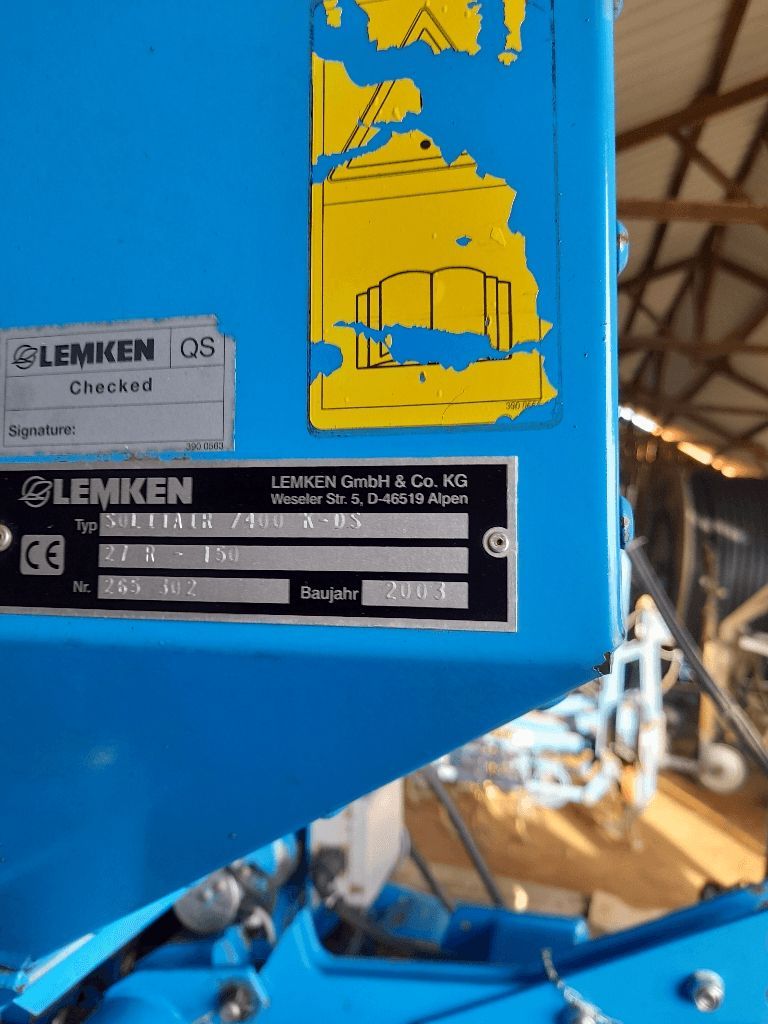 LEMKEN QS
Checked
Signature:
390 0563
LEMKEN
LEMKEN GmbH & Co. KG
Weseler Str. 5, D-46519 Alpen
Typ SOLITAIR /400 K-DS
CE 27 R - 150
Nr. 265 302 Baujahr 2003